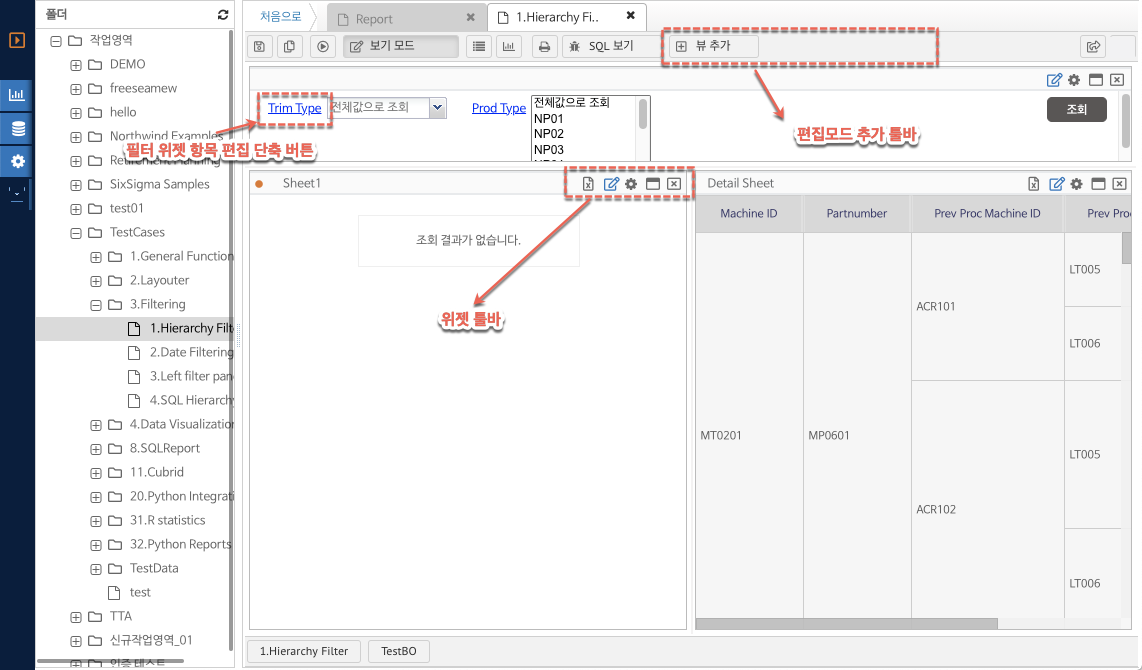 폴더
작업영역
DEMO
freeseamew
hello
Northwind Examples
SixSigma Samples
test01
TestCases
1.General Function
2.Layouter
3.Filtering
1.Hierarchy Filt
2.Date Filtering
3.Left filter pan
4.SQL Hierarchy
4.Data Visualization
8.SQLReport
11.Cubrid
20.Python Integrati
31.R statistics
32.Python Reports
TestData
test
TTA
신규작업영역_01
인증 테스트
처음으로
Report
1.Hierarchy Fi..
보기 모드
SQL 보기
뷰 추가
Trim Type
전체값으로 조회
Prod Type
전체값으로 조회
NP01
NP02
NP03
조회
편집모드 추가 툴바
필터 위젯 항목 편집 단축 버튼
Sheet1
조회 결과가 없습니다.
위젯 툴바
Detail Sheet
Machine ID
Partnumber
Prev Proc Machine ID
Prev Proc
MT0201
MP0601
ACR101
LT005
LT006
ACR102
LT005
LT006
1.Hierarchy Filter
TestBO